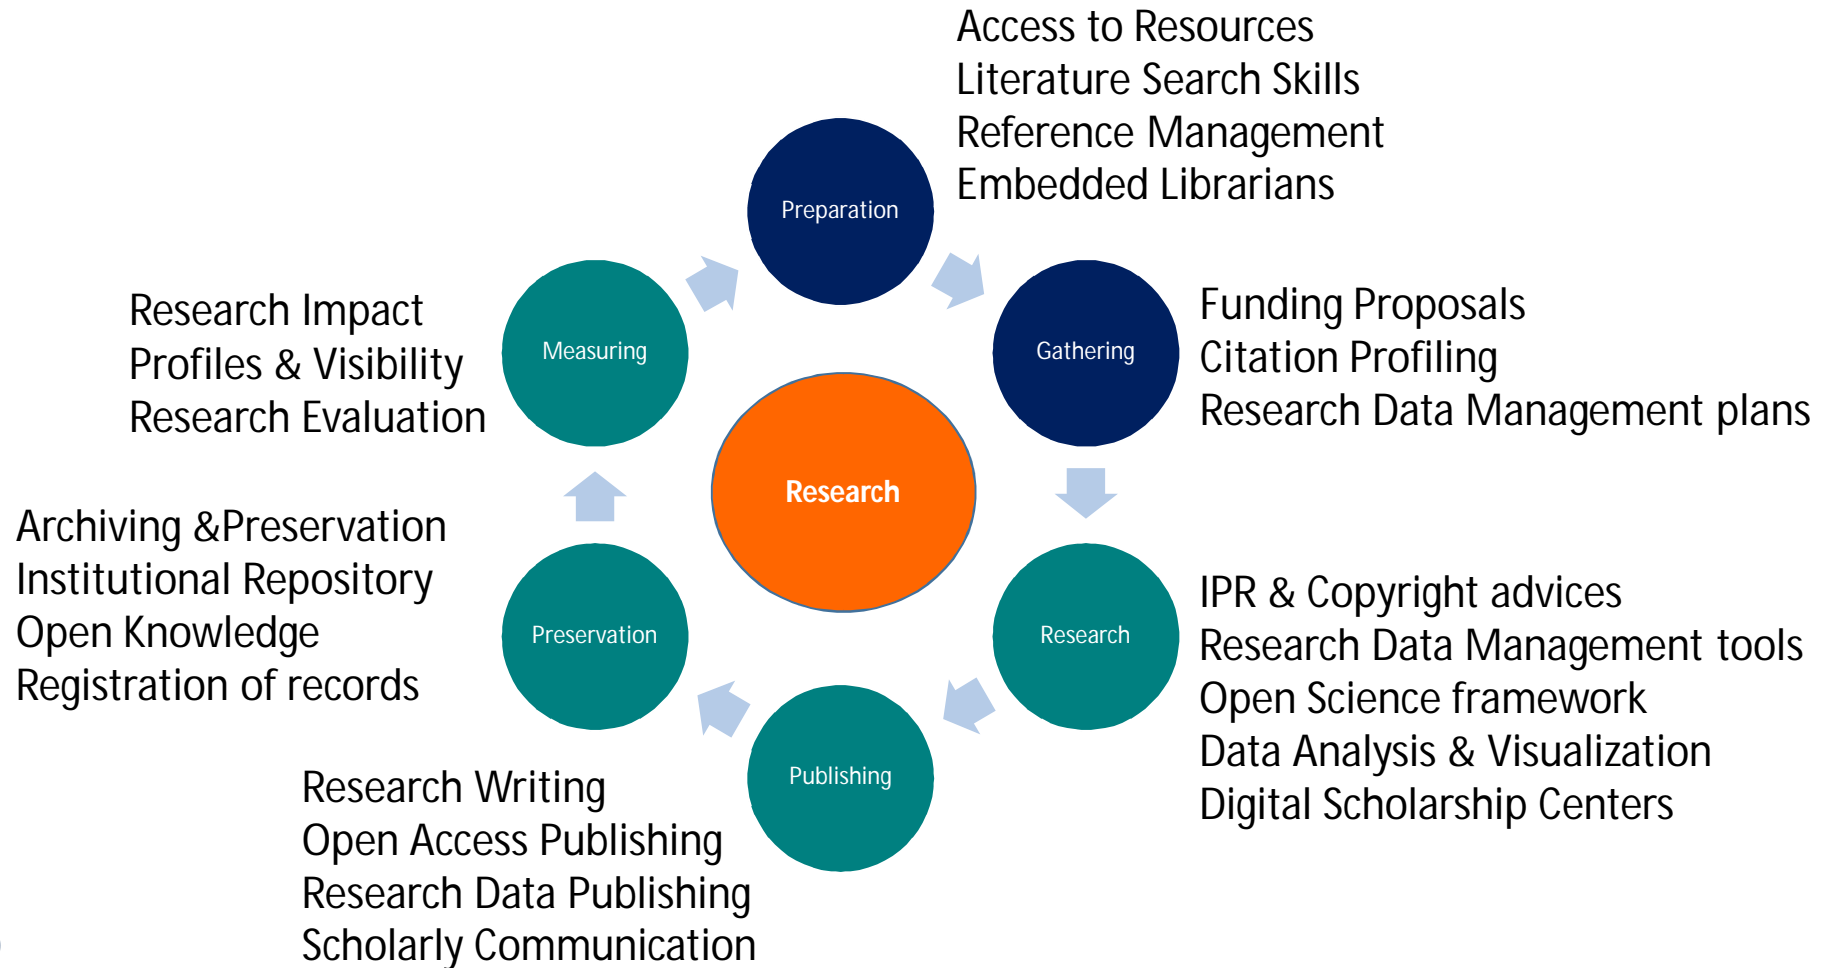 Access to Resources
Literature Search Skills
Reference Management
Embedded Librarians
Preparation
Gathering
Funding Proposals
Citation Profiling
Research Data Management plans
Research
IPR & Copyright advices
Research Data Management tools
Open Science framework
Data Analysis & Visualization
Digital Scholarship Centers
Publishing
Research Writing
Open Access Publishing
Research Data Publishing
Scholarly Communication
Preservation
Archiving &Preservation
Institutional Repository
Open Knowledge
Registration of records
Measuring
Research Impact
Profiles & Visibility
Research Evaluation
Research